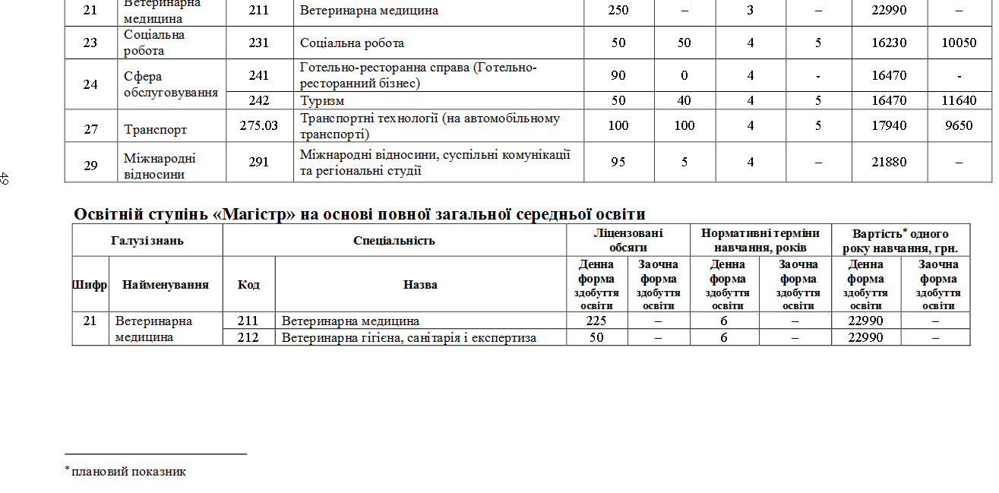 21 Ветеринарна медицина 211 Ветеринарна медицина 250 – 3 – 22990 –
23 Соціальна робота 231 Соціальна робота 50 50 4 5 16230 10050
24 Сфера обслуговування 241 Готельно-ресторанна справа (Готельно-
ресторанний бізнес) 90 0 4 - 16470 -
242 Туризм 50 40 4 5 16470 11640
27 Транспорт 275.03 Транспортні технології (на автомобільному
транспорті) 100 100 4 5 17940 9650
29 Міжнародні відносини 291 Міжнародні відносини, суспільні комунікації
та регіональні студії 95 5 4 – 21880 –
49
Освітній ступінь «Магістр» на основі повної загальної середньої освіти
Галузі знань Спеціальність Ліцензовані обсяги Нормативні терміни навчання, років Вартість* одного року навчання, грн.
Шифр Найменування Код Назва Денна форма здобуття освіти Заочна форма здобуття освіти Денна форма здобуття освіти Заочна форма здобуття освіти Денна форма здобуття освіти Заочна форма здобуття освіти
21 Ветеринарна медицина 211 Ветеринарна медицина 225 – 6 – 22990 –
212 Ветеринарна гігієна, санітарія і експертиза 50 – 6 – 22990 –
* плановий показник